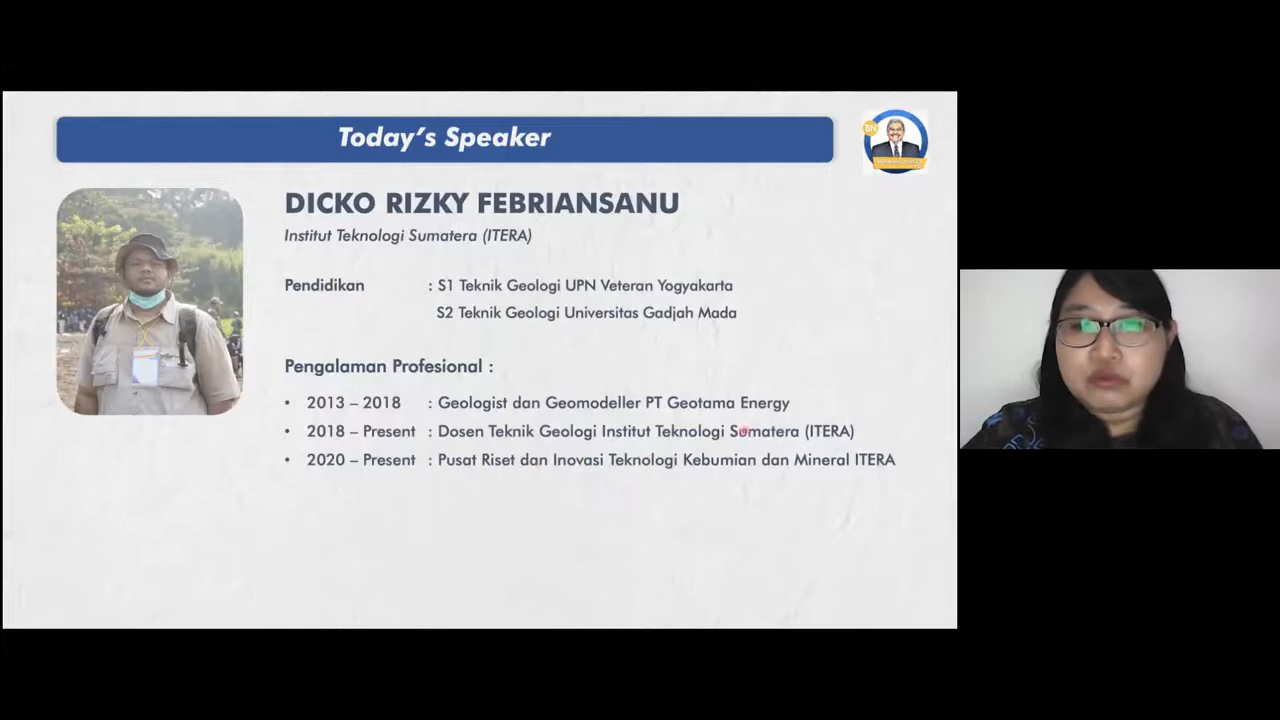 Today's Speaker
BN
DICKO RIZKY FEBRIANSANU
Institut Teknologi Sumatera (ITERA)
Pendidikan : S1 Teknik Geologi UPN Veteran Yogyakarta
S2 Teknik Geologi Universitas Gadjah Mada
Pengalaman Profesional :
• 2013 – 2018 : Geologist dan Geomodeller PT Geotama Energy
• 2018 – Present : Dosen Teknik Geologi Institut Teknologi Sumatera (ITERA)
• 2020 – Present : Pusat Riset dan Inovasi Teknologi Kebumian dan Mineral ITERA